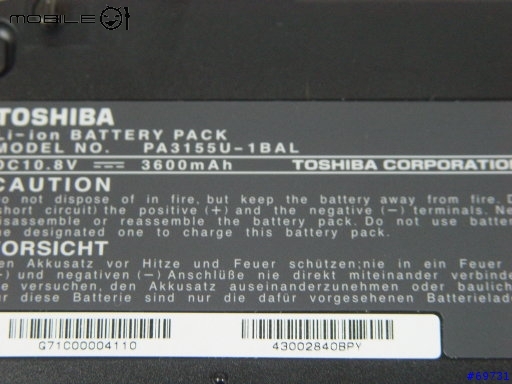 MOBILE
TOSHIBA
Li-ion BATTERY PACK
MODEL NO. PA3155U-1BAL
DC10.8V 3600mAh TOSHIBA CORPORATION
CAUTION
not dispose of in fire, but keep the battery away from fire.
short circuit) the positive (+) and the negative (−) terminals.
disassemble or reassemble the battery pack. Do not use batter
he designated one to charge this battery pack.
VORSICHT
den Akkusatz vor Hitze und Feuer schützen;nie in ein Feuer
+) und negativen (−) Anschlüße nie direkt miteinander verbinde
e versuchen, den Akkusatz auseinanderzunehmen oder baulich
ür diese Batterie sind nur die dafür vorgesehenen Batterielade
G71C00004110
43002840BPY
#69731